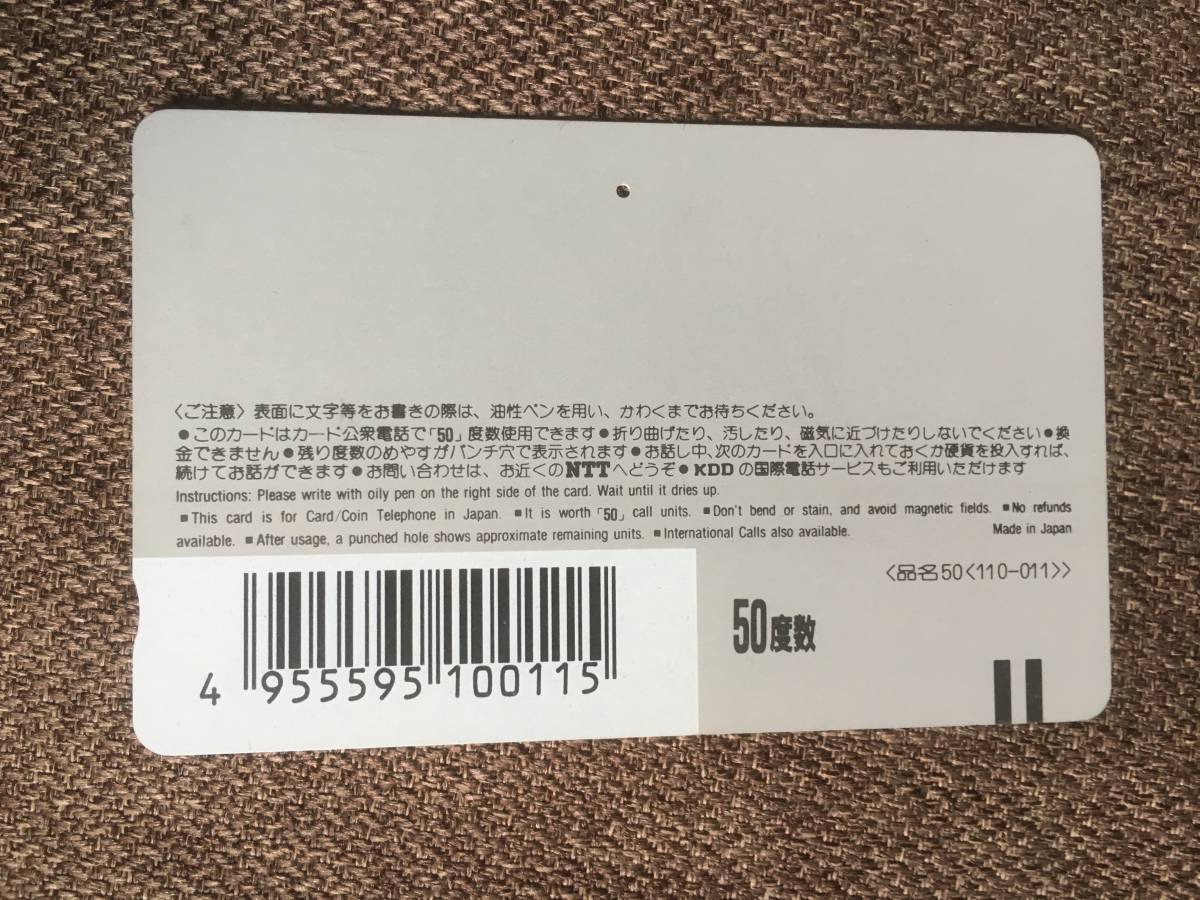 〈ご注意〉表面に文字等をお書きの際は、油性ペンを用い、かわくまでお待ちください。
●このカードはカード公衆電話で「50」度数使用できます●折り曲げたり、汚したり、磁気に近づけたりしないでください●換
金できません●残り度数のめやすがパンチ穴で表示されます●お話し中、次のカードを入口に入れておくか硬貨を投入すれば、
続けてお話ができます●お問い合わせは、お近くのNTTへどうぞ●KDDの国際電話サービスもご利用いただけます
Instructions: Please write with oily pen on the right side of the card. Wait until it dries up.
■This card is for Card/Coin Telephone in Japan. ■It is worth「50」call units. ■Don't bend or stain, and avoid magnetic fields. ■No refunds
available. ■After usage, a punched hole shows approximate remaining units. ■International Calls also available. Made in Japan
〈品名50〈110-011〉〉
50度数
4 955595 100115